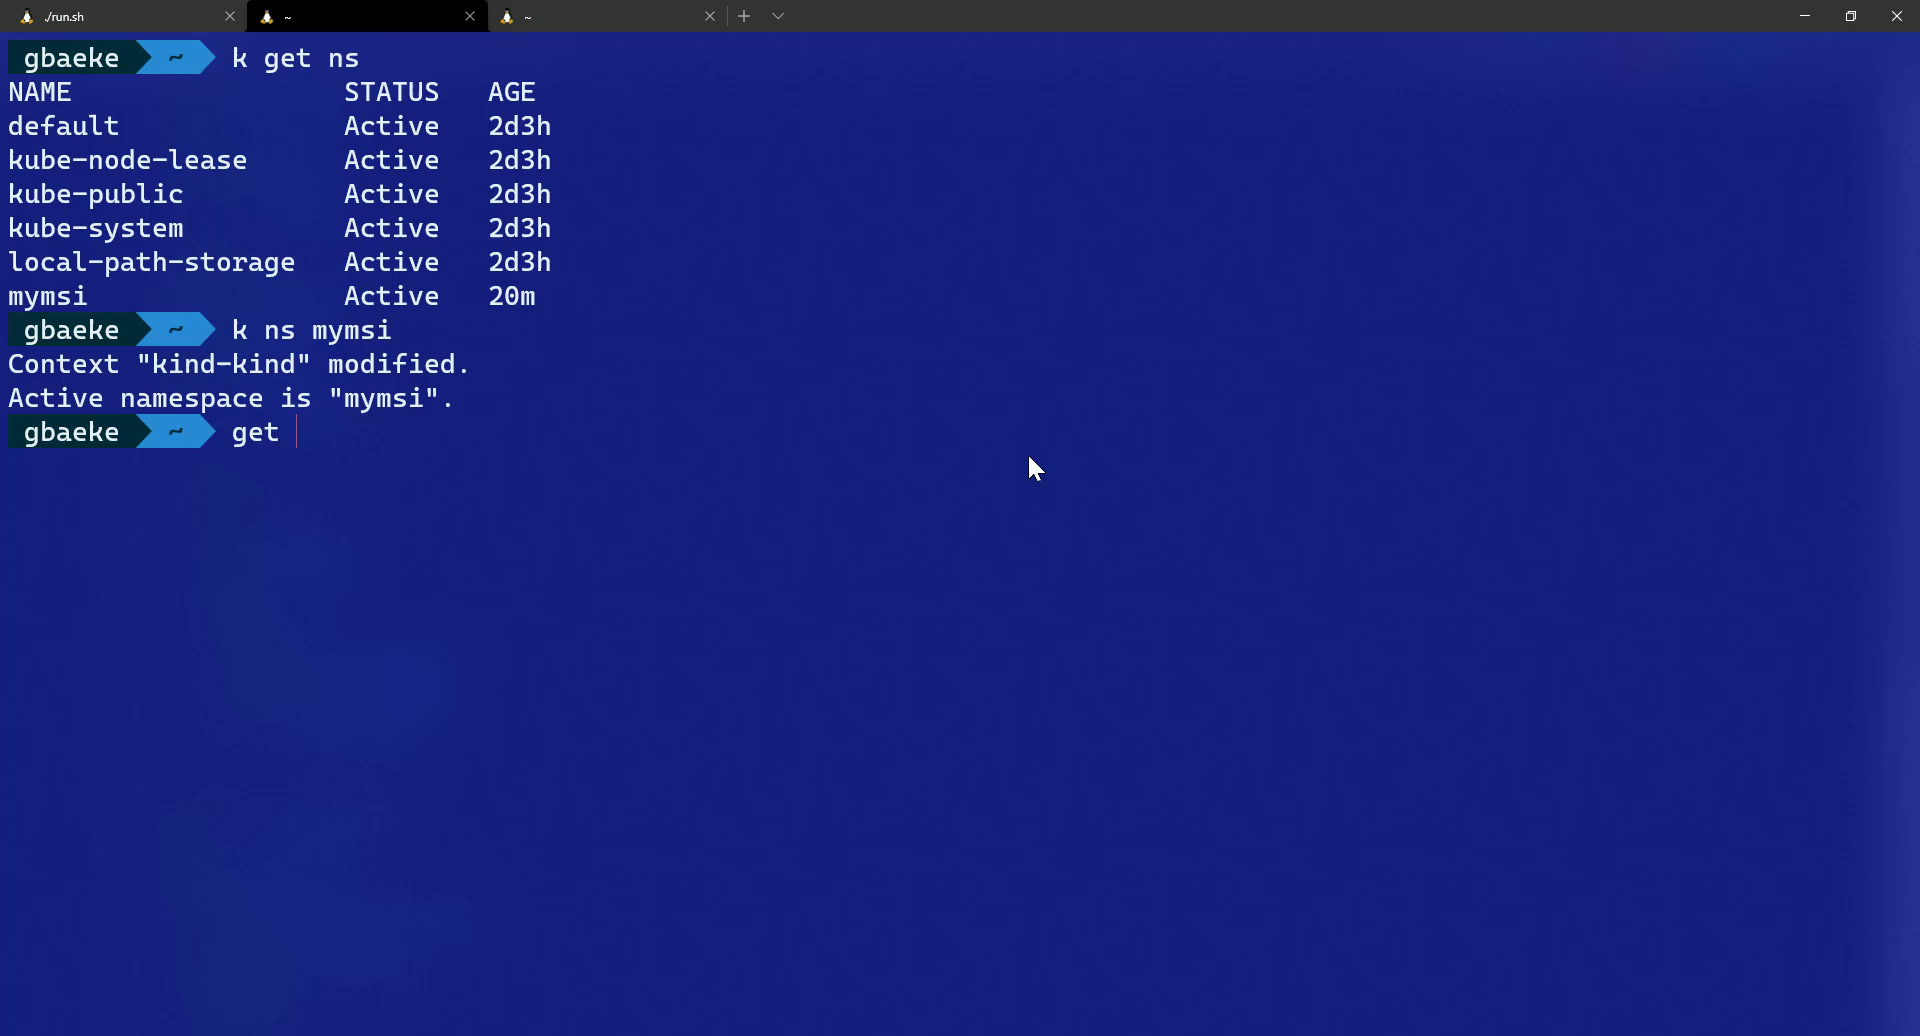 ./run.sh
~
~
gbaeke ~ k get ns
NAME STATUS AGE
default Active 2d3h
kube-node-lease Active 2d3h
kube-public Active 2d3h
kube-system Active 2d3h
local-path-storage Active 2d3h
mymsi Active 20m
gbaeke ~ k ns mymsi
Context "kind-kind" modified.
Active namespace is "mymsi".
gbaeke ~ get